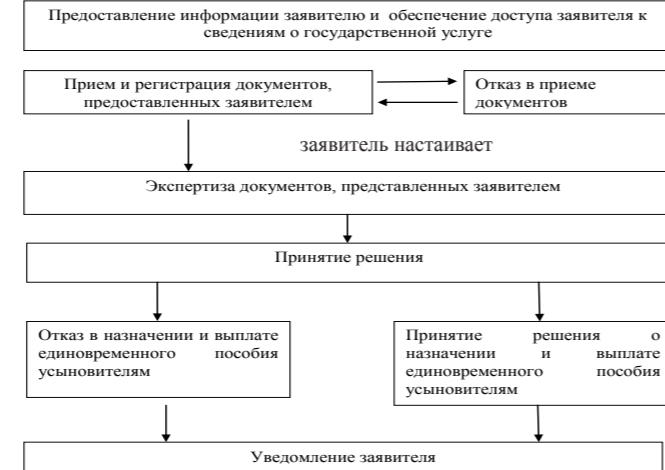 Предоставление информации заявителю и обеспечение доступа заявителя к
сведениям о государственной услуге
Прием и регистрация документов,
предоставленных заявителем
Отказ в приеме
документов
заявитель настаивает
Экспертиза документов, представленных заявителем
Принятие решения
Отказ в назначении и выплате
единовременного пособия
усыновителям
Принятие решения о
назначении и выплате
единовременного пособия
усыновителям
Уведомление заявителя